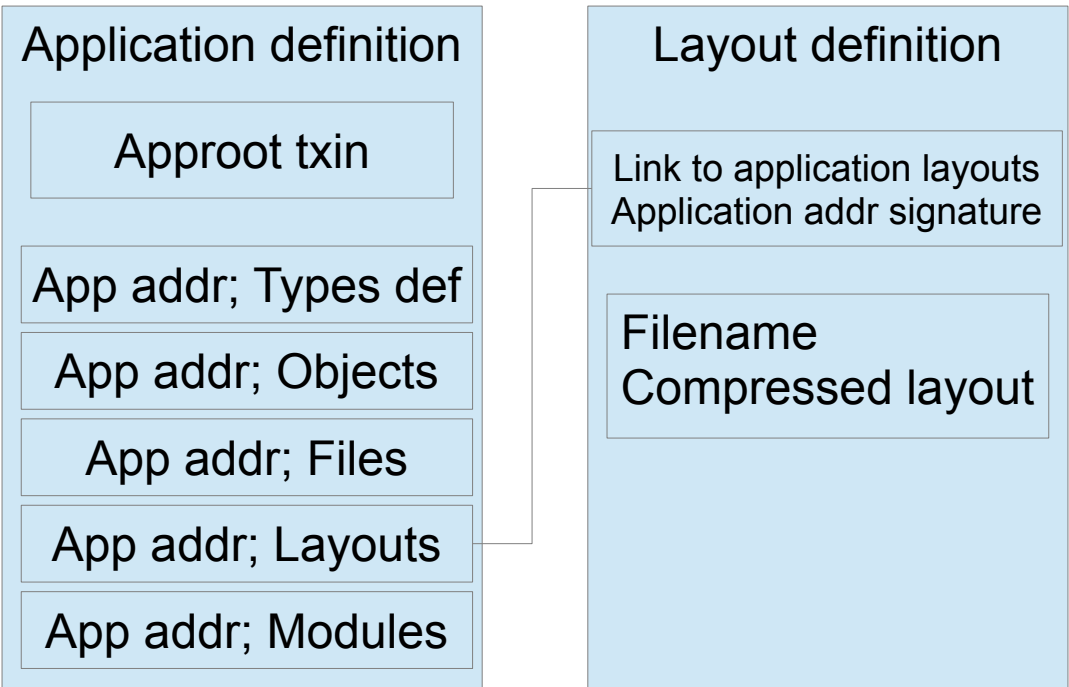 Application definition
Approot txin
App addr; Types def
App addr; Objects
App addr; Files
App addr; Layouts
App addr; Modules
Layout definition
Link to application layouts
Application addr signature
Filename
Compressed layout